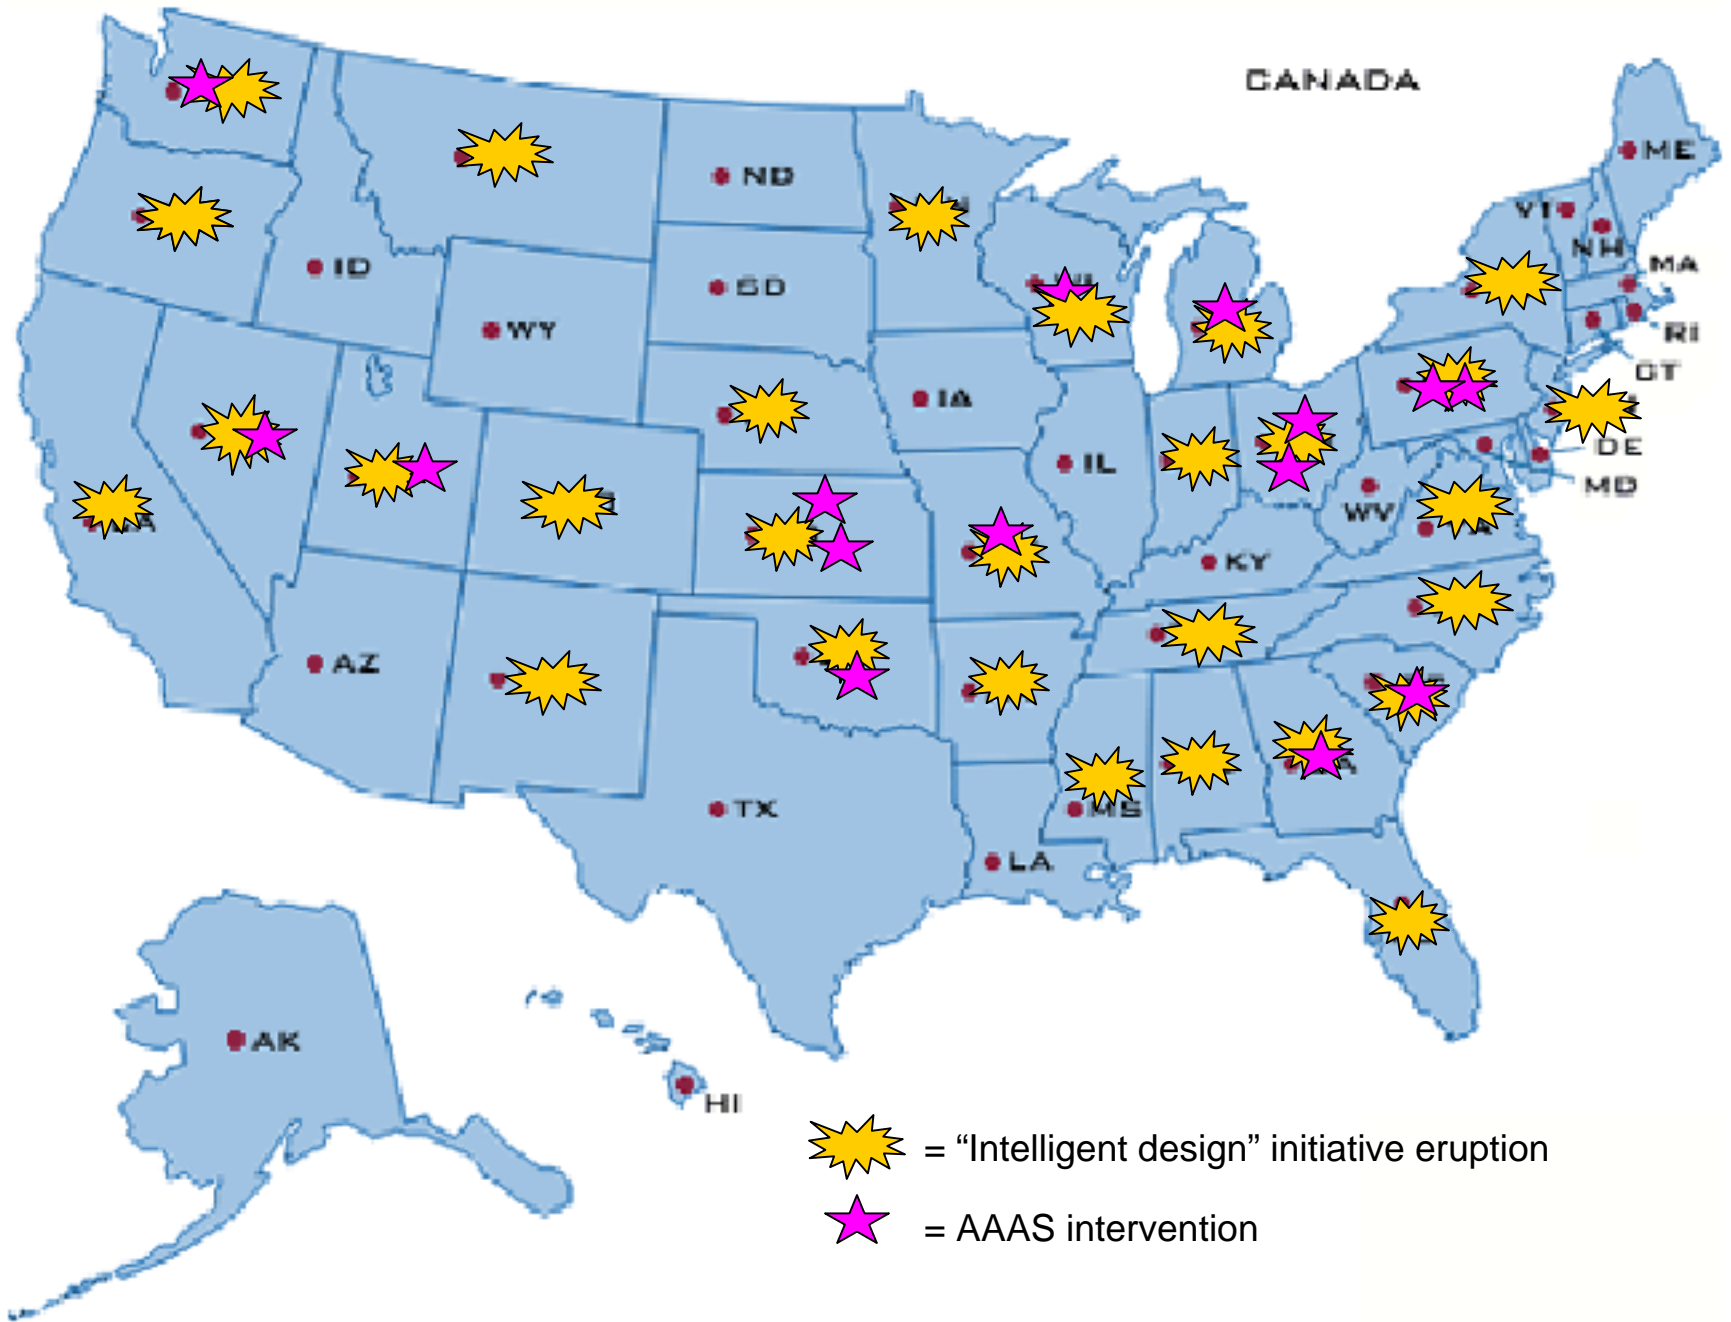 CANADA
ME
ND
VT
NH
MA
ID
SD
WY
RI
CT
IA
DE
IL
MD
WV
KY
AZ
TX
MS
LA
AK
HI
= “Intelligent design” initiative eruption
= AAAS intervention